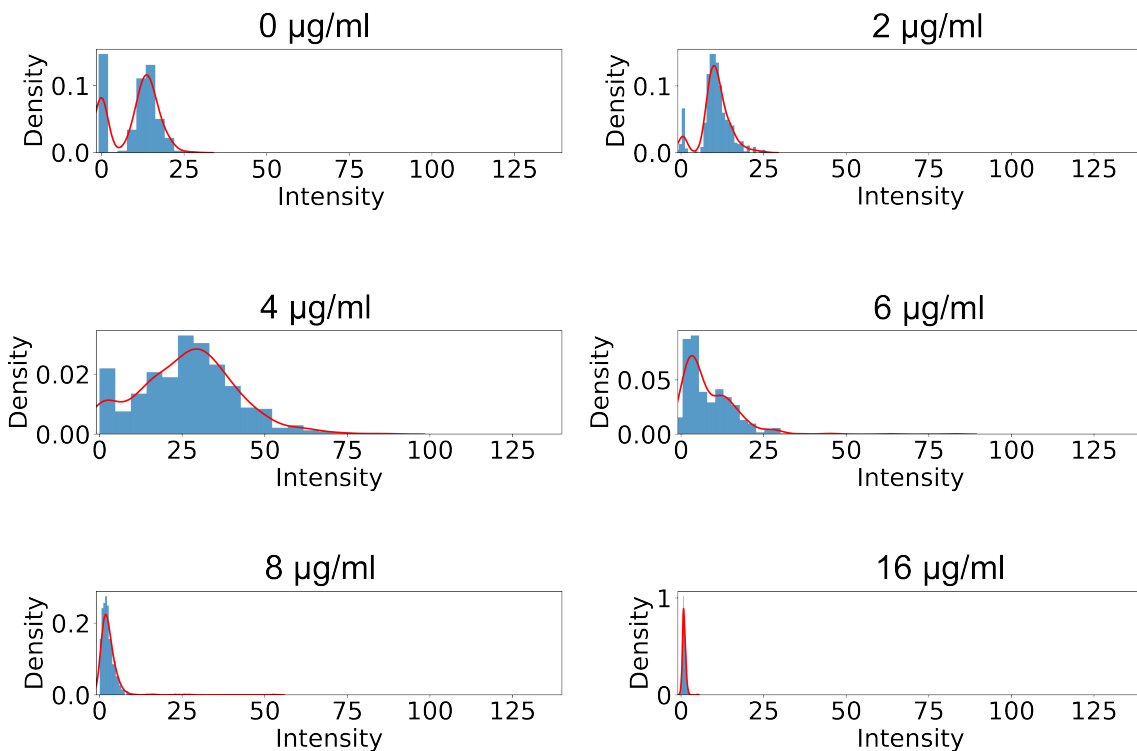 0 µg/ml
Density
0.1
0.0
0 25 50 75 100 125
Intensity
2 µg/ml
Density
0.1
0.0
0 25 50 75 100 125
Intensity
4 µg/ml
Density
0.02
0.00
0 25 50 75 100 125
Intensity
6 µg/ml
Density
0.05
0.00
0 25 50 75 100 125
Intensity
8 µg/ml
Density
0.2
0.0
0 25 50 75 100 125
Intensity
16 µg/ml
Density
1
0
0 25 50 75 100 125
Intensity